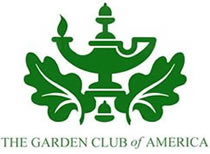 THE GARDEN CLUB of AMERICA